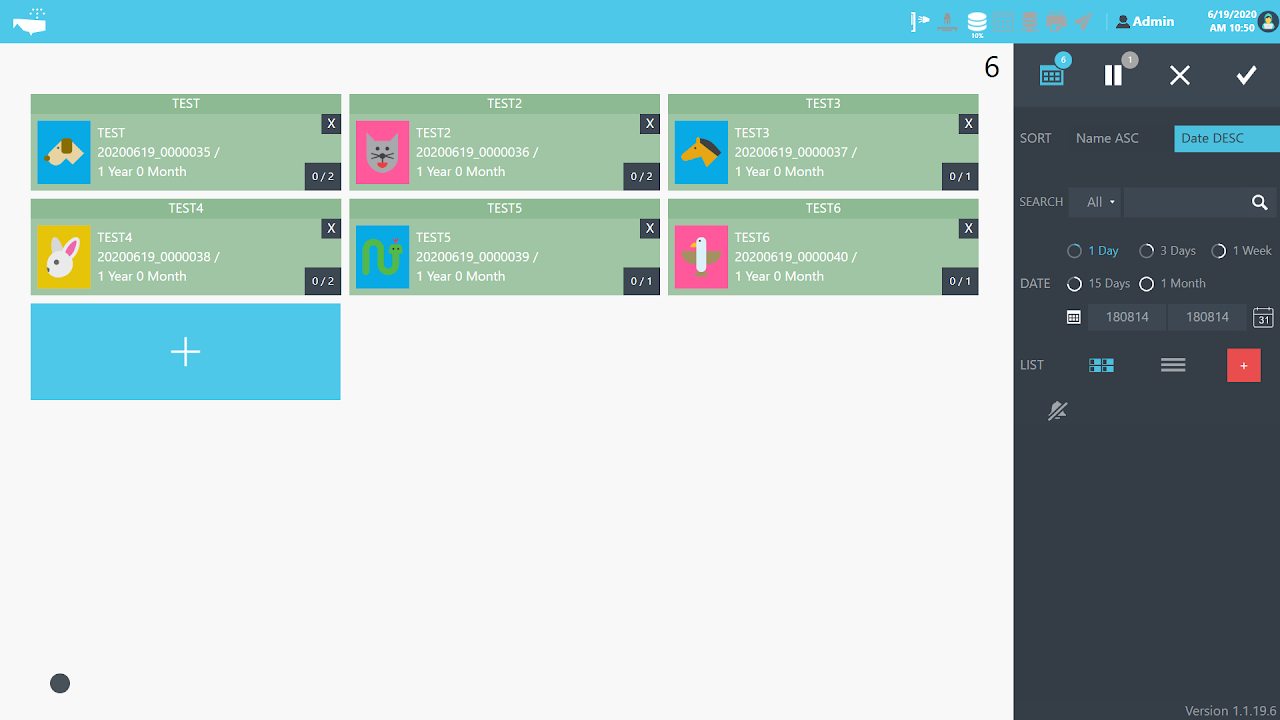 Admin
6/19/2020
AM 10:50
10%
6
6
1
TEST
X
TEST
20200619_0000035 /
1 Year 0 Month
0 / 2
TEST2
X
TEST2
20200619_0000036 /
1 Year 0 Month
0 / 2
TEST3
X
TEST3
20200619_0000037 /
1 Year 0 Month
0 / 1
TEST4
X
TEST4
20200619_0000038 /
1 Year 0 Month
0 / 2
TEST5
X
TEST5
20200619_0000039 /
1 Year 0 Month
0 / 1
TEST6
X
TEST6
20200619_0000040 /
1 Year 0 Month
0 / 1
SORT Name ASC Date DESC
SEARCH All
1 Day 3 Days 1 Week
DATE 15 Days 1 Month
180814 180814 31
LIST +
Version 1.1.19.6